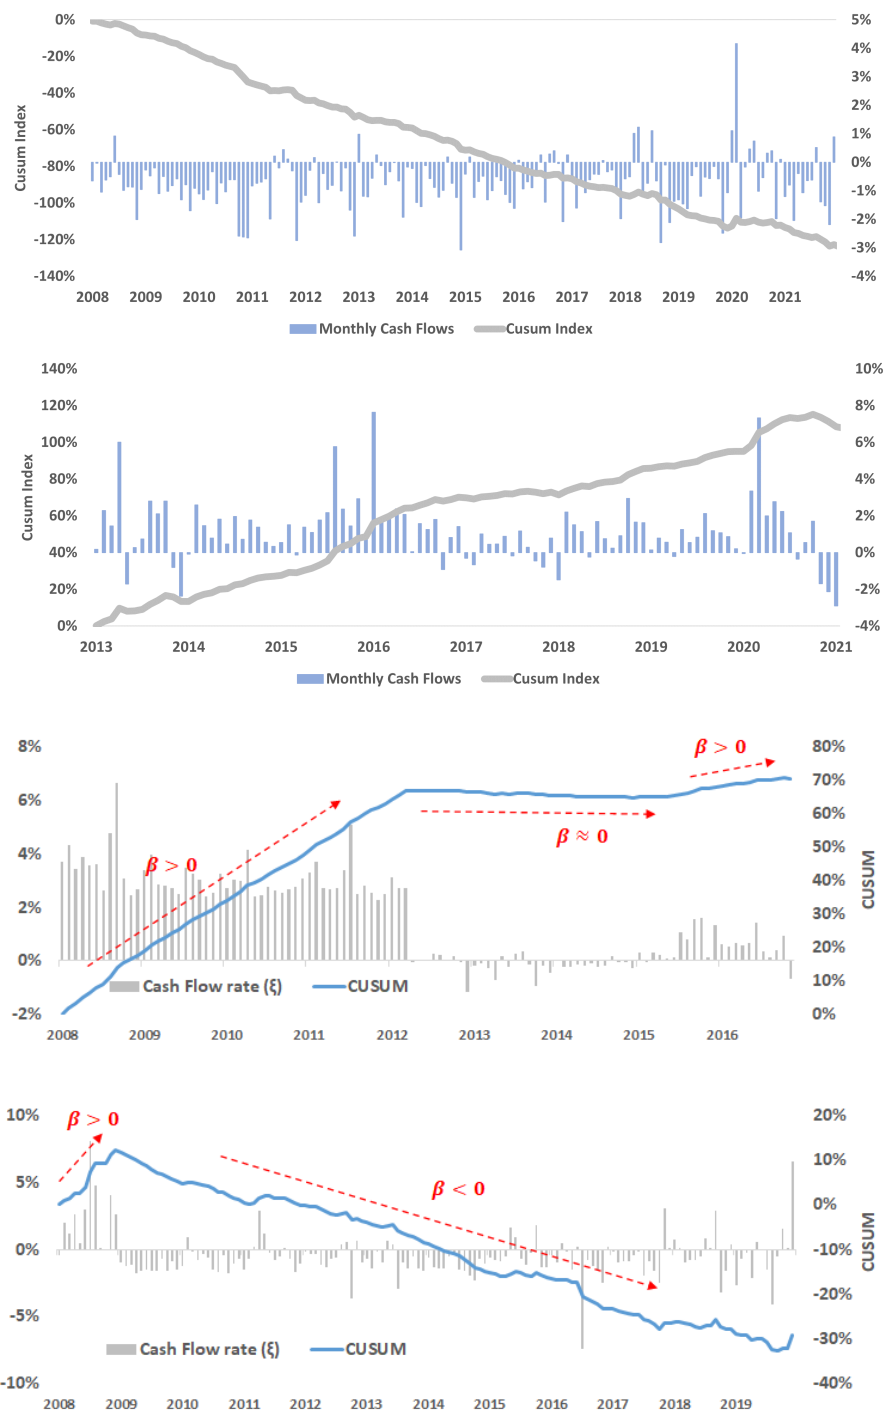 0% 5%
-20% 4%
-40% 3%
2%
-60% 1%
-80% 0%
-100% -1%
-2%
-120% -3%
-140% -4%
Cusum Index
2008 2009 2010 2011 2012 2013 2014 2015 2016 2017 2018 2019 2020 2021
Monthly Cash Flows Cusum Index
140% 10%
120% 8%
100% 6%
80% 4%
60% 2%
40% 0%
20% -2%
0% -4%
Cusum Index
2013 2014 2015 2016 2017 2018 2019 2020 2021
Monthly Cash Flows Cusum Index
8% 80%
β > 0
70%
6% 60%
β ≈ 0
50%
4% 40%
β > 0
30%
2% 20%
0% 10%
-2% 0%
CUSUM
Cash Flow rate (ξ) CUSUM
2008 2009 2010 2011 2012 2013 2014 2015 2016
10% 20%
β > 0
10%
5% 0%
β < 0
0% -10%
-5% -20%
-30%
-10% -40%
CUSUM
Cash Flow rate (ξ) CUSUM
2008 2009 2010 2011 2012 2013 2014 2015 2016 2017 2018 2019